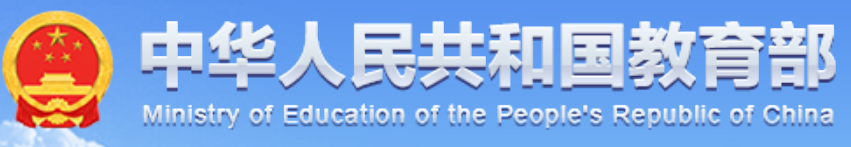 中华人民共和国教育部
Ministry of Education of the People's Republic of China